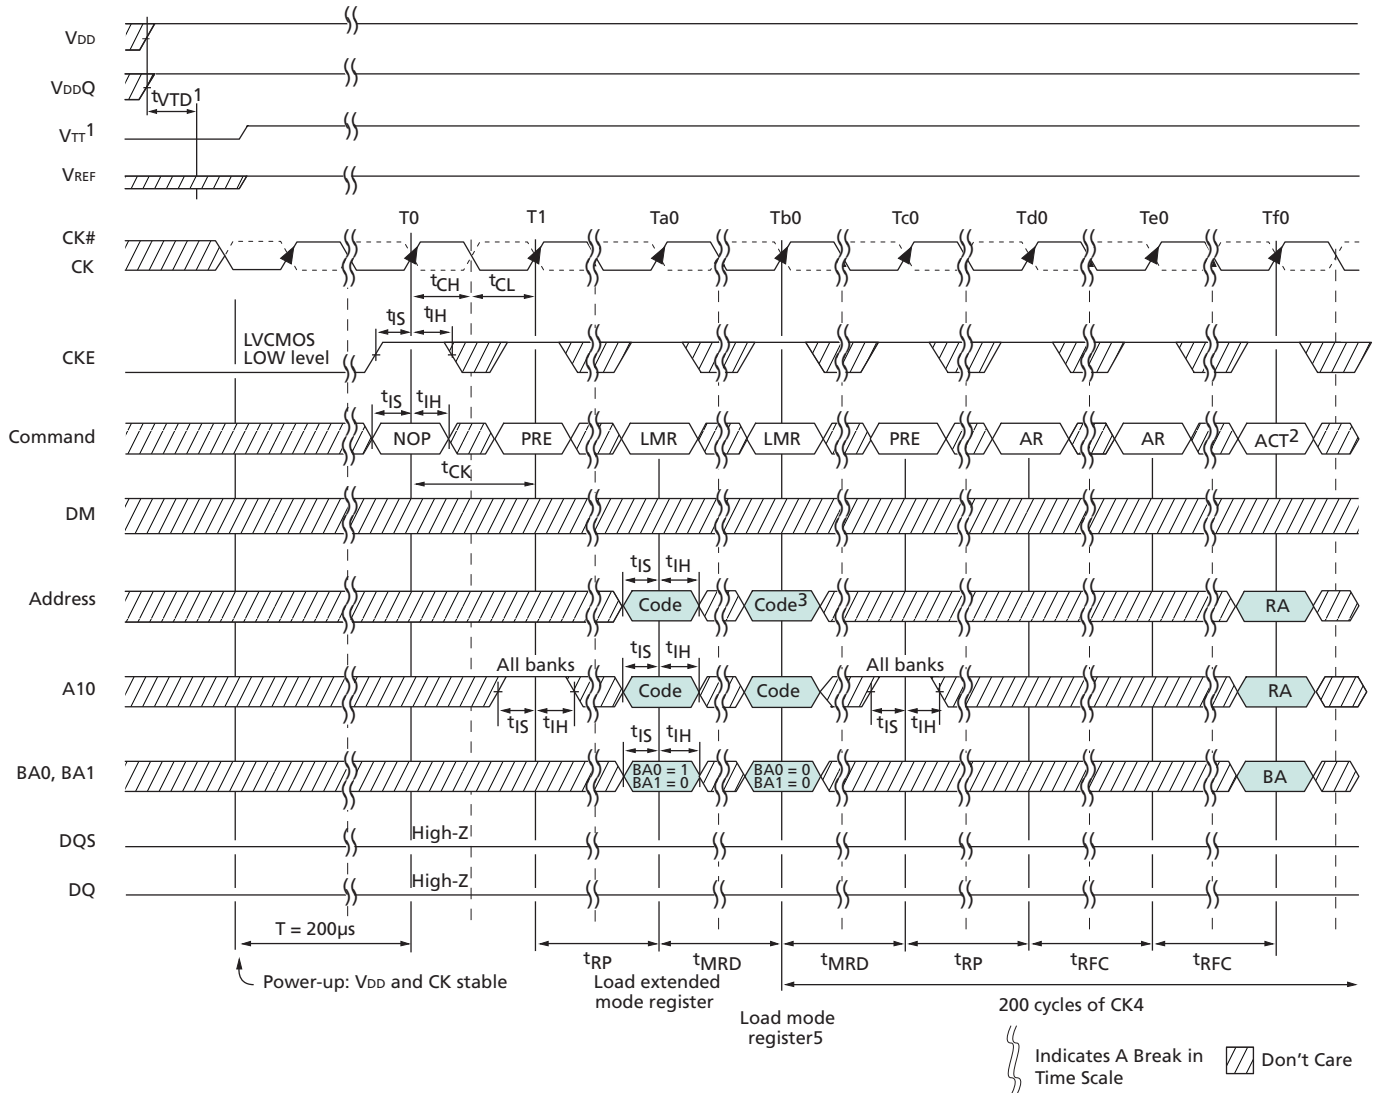 VDD
VDDQ
tVTD1
VTT1
VREF
T0 T1 Ta0 Tb0 Tc0 Td0 Te0 Tf0
CK#
CK
tCH tCL
tIS tIH
LVCMOS
LOW level
CKE
tIS tIH
Command NOP PRE LMR LMR PRE AR AR ACT2
tCK
DM
tIS tIH
Address Code Code3 RA
tIS tIH
All banks All banks
A10 Code Code RA
tIS tIH tIS tIH
tIS tIH
BA0, BA1 BA0 = 1 BA0 = 0 BA
BA1 = 0 BA1 = 0
DQS High-Z
DQ High-Z
T = 200µs
tRP tMRD tMRD tRP tRFC tRFC
Power-up: VDD and CK stable
Load extended
mode register
200 cycles of CK4
Load mode
register5
Indicates A Break in
Time Scale
Don't Care